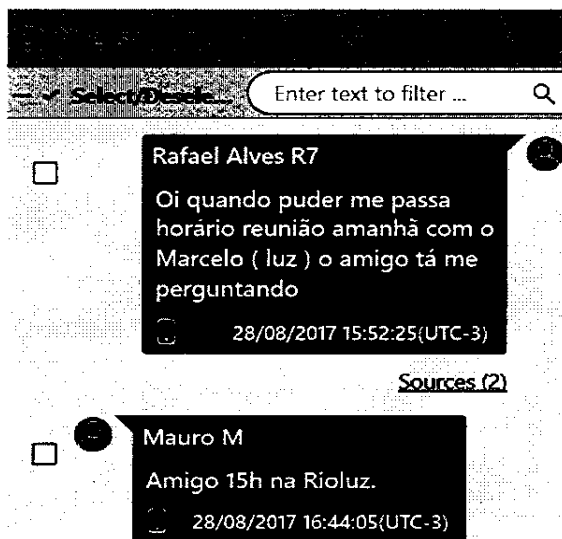 Select/Desele...
Enter text to filter ...
Rafael Alves R7
Oi quando puder me passa
horário reunião amanhã com o
Marcelo ( luz ) o amigo tá me
perguntando
28/08/2017 15:52:25(UTC-3)
Sources (2)
Mauro M
Amigo 15h na Rioluz.
28/08/2017 16:44:05(UTC-3)